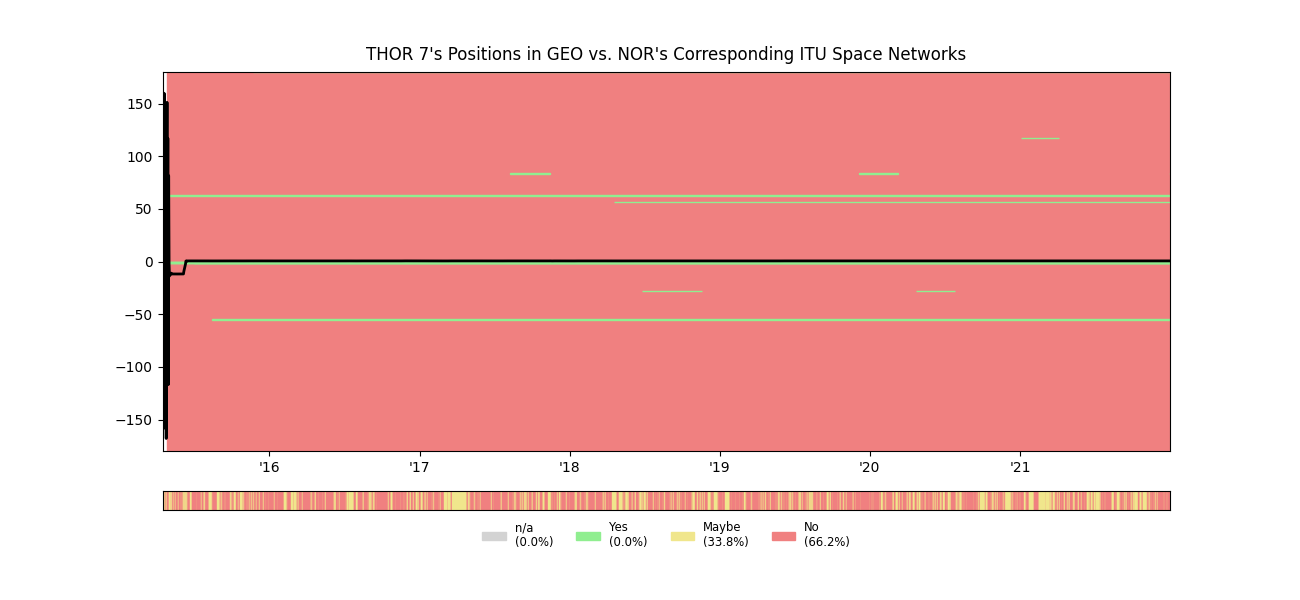 THOR 7's Positions in GEO vs. NOR's Corresponding ITU Space Networks
150
100
50
0
−50
−100
−150
'16 '17 '18 '19 '20 '21
n/a Yes Maybe No
(0.0%) (0.0%) (33.8%) (66.2%)